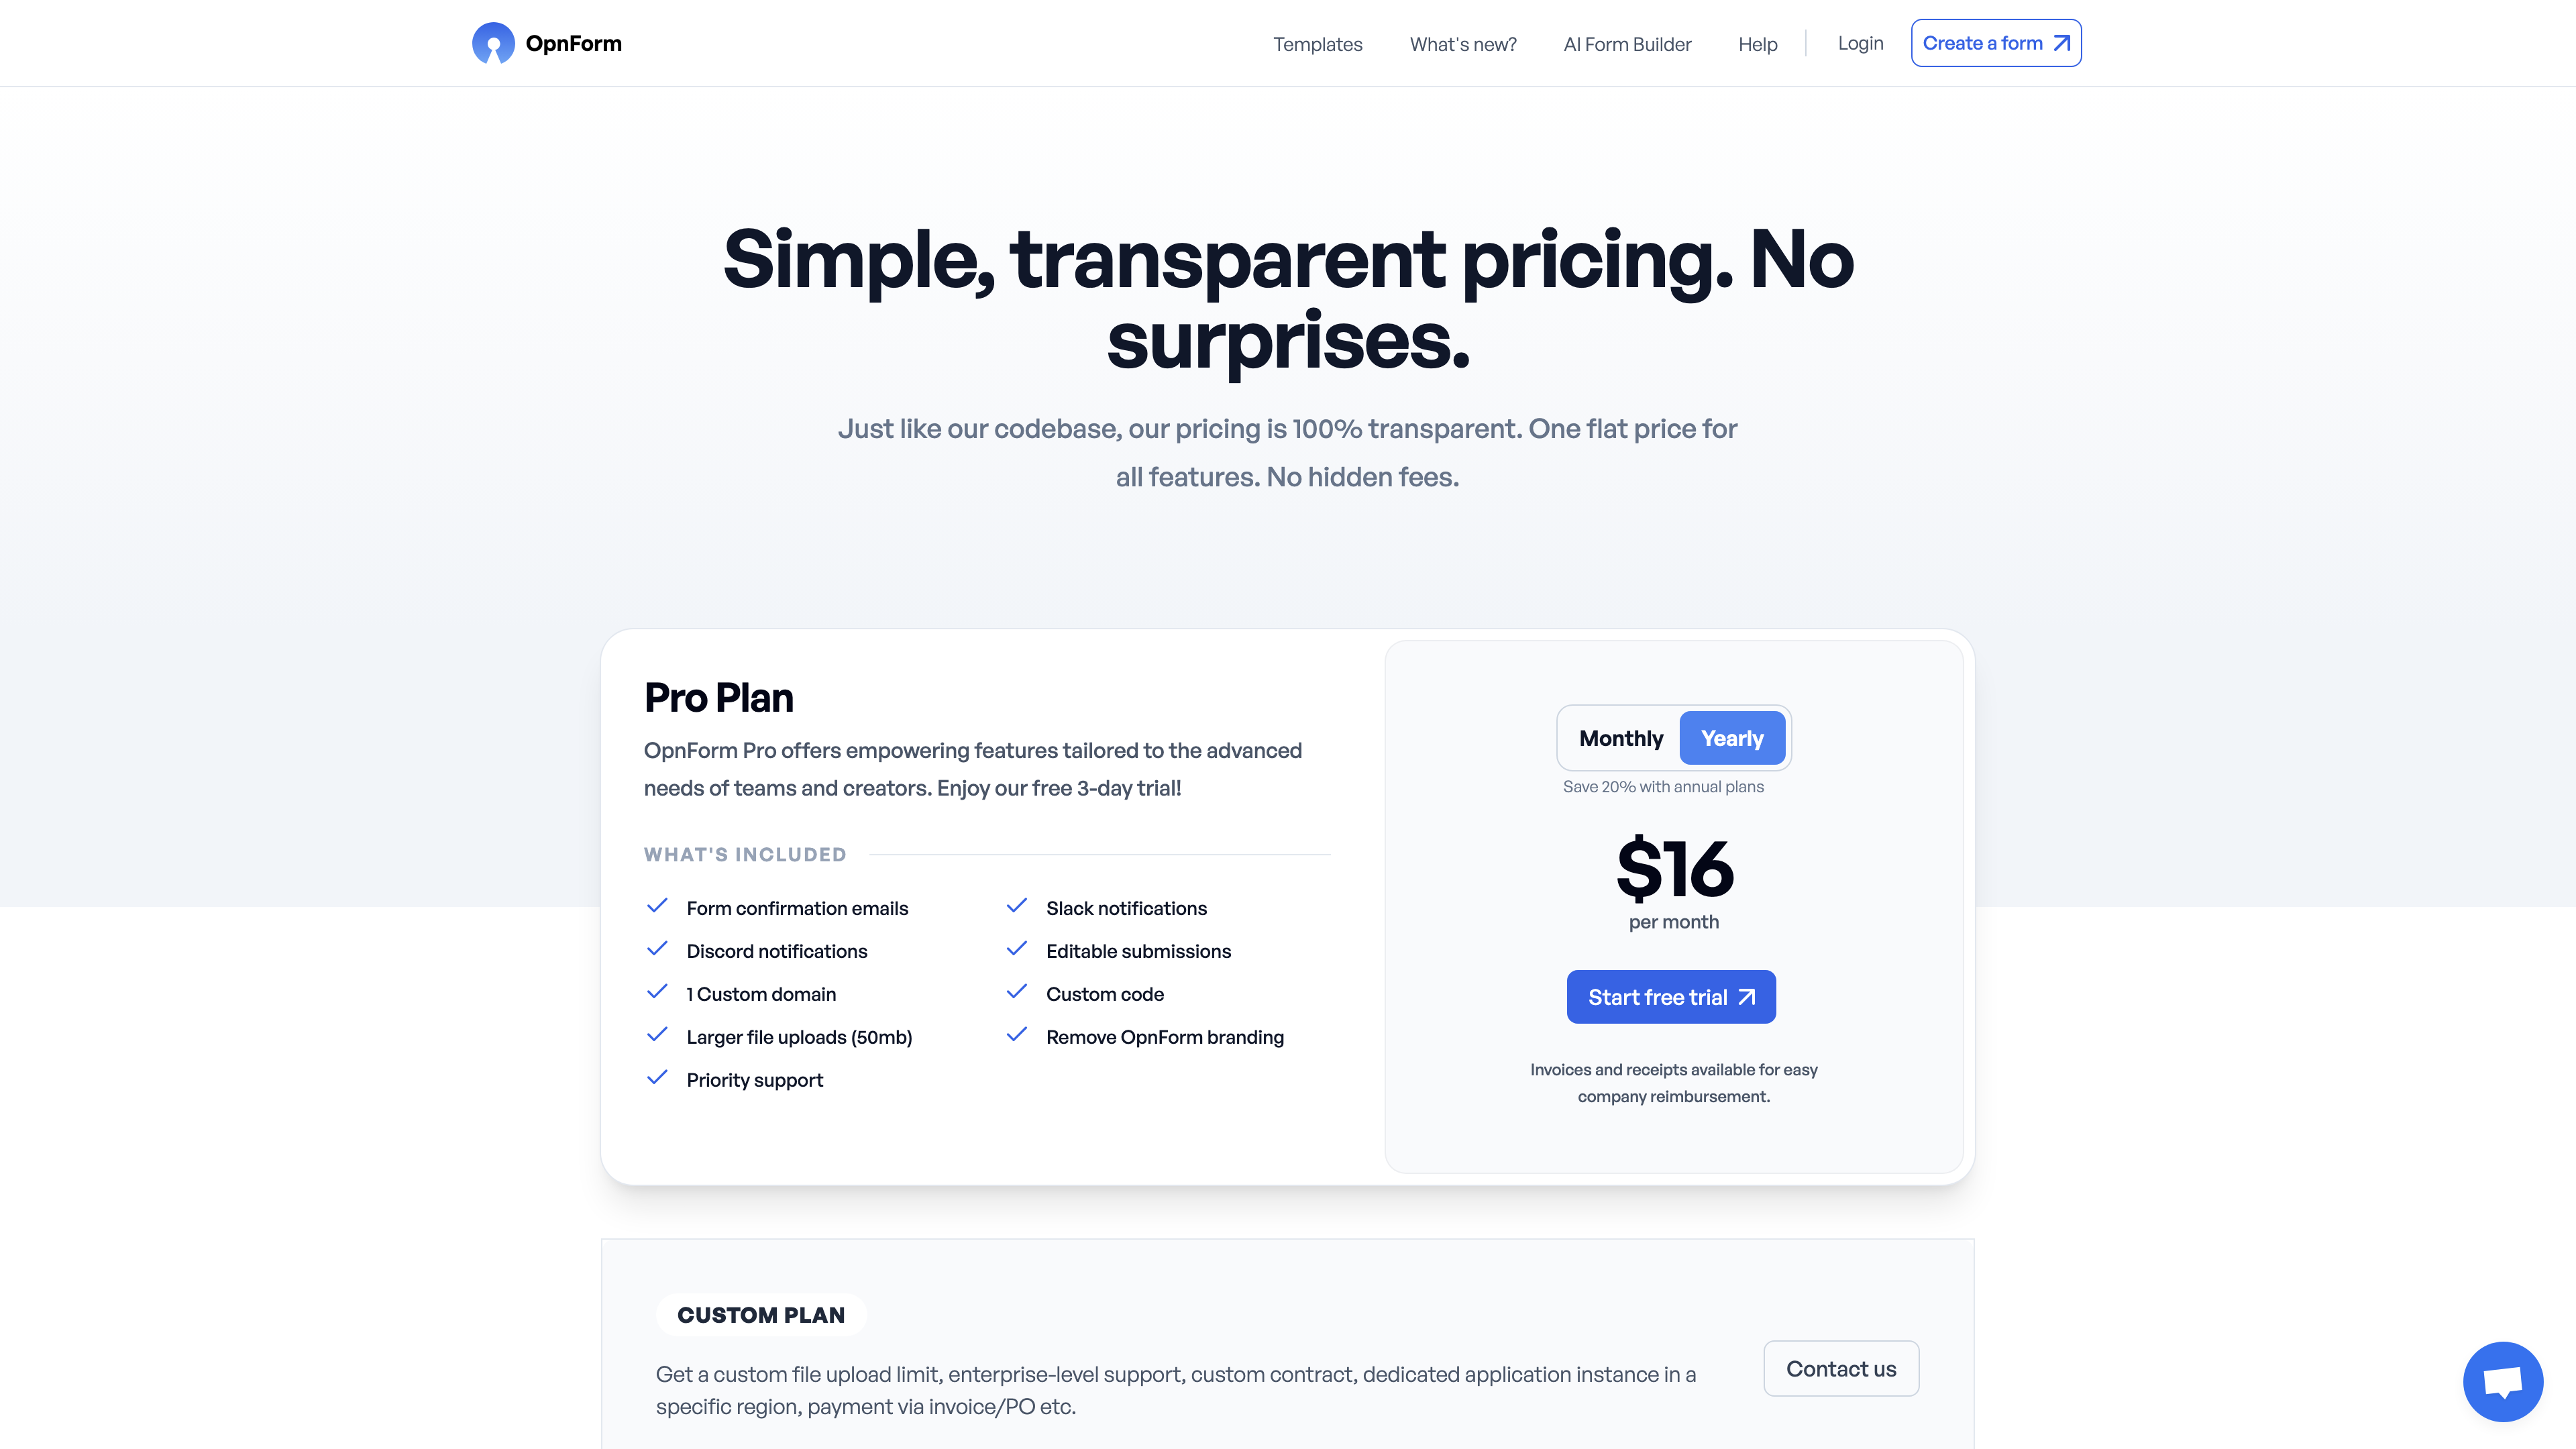 OpnForm
Templates
What's new?
AI Form Builder
Help
Login
Create a form
Simple, transparent pricing. No
surprises.
Just like our codebase, our pricing is 100% transparent. One flat price for
all features. No hidden fees.
Pro Plan
OpnForm Pro offers empowering features tailored to the advanced
needs of teams and creators. Enjoy our free 3-day trial!
WHAT'S INCLUDED
Form confirmation emails
Slack notifications
Discord notifications
Editable submissions
1 Custom domain
Custom code
Larger file uploads (50mb)
Remove OpnForm branding
Priority support
Monthly
Yearly
Save 20% with annual plans
$16
per month
Start free trial
Invoices and receipts available for easy
company reimbursement.
CUSTOM PLAN
Get a custom file upload limit, enterprise-level support, custom contract, dedicated application instance in a
specific region, payment via invoice/PO etc.
Contact us